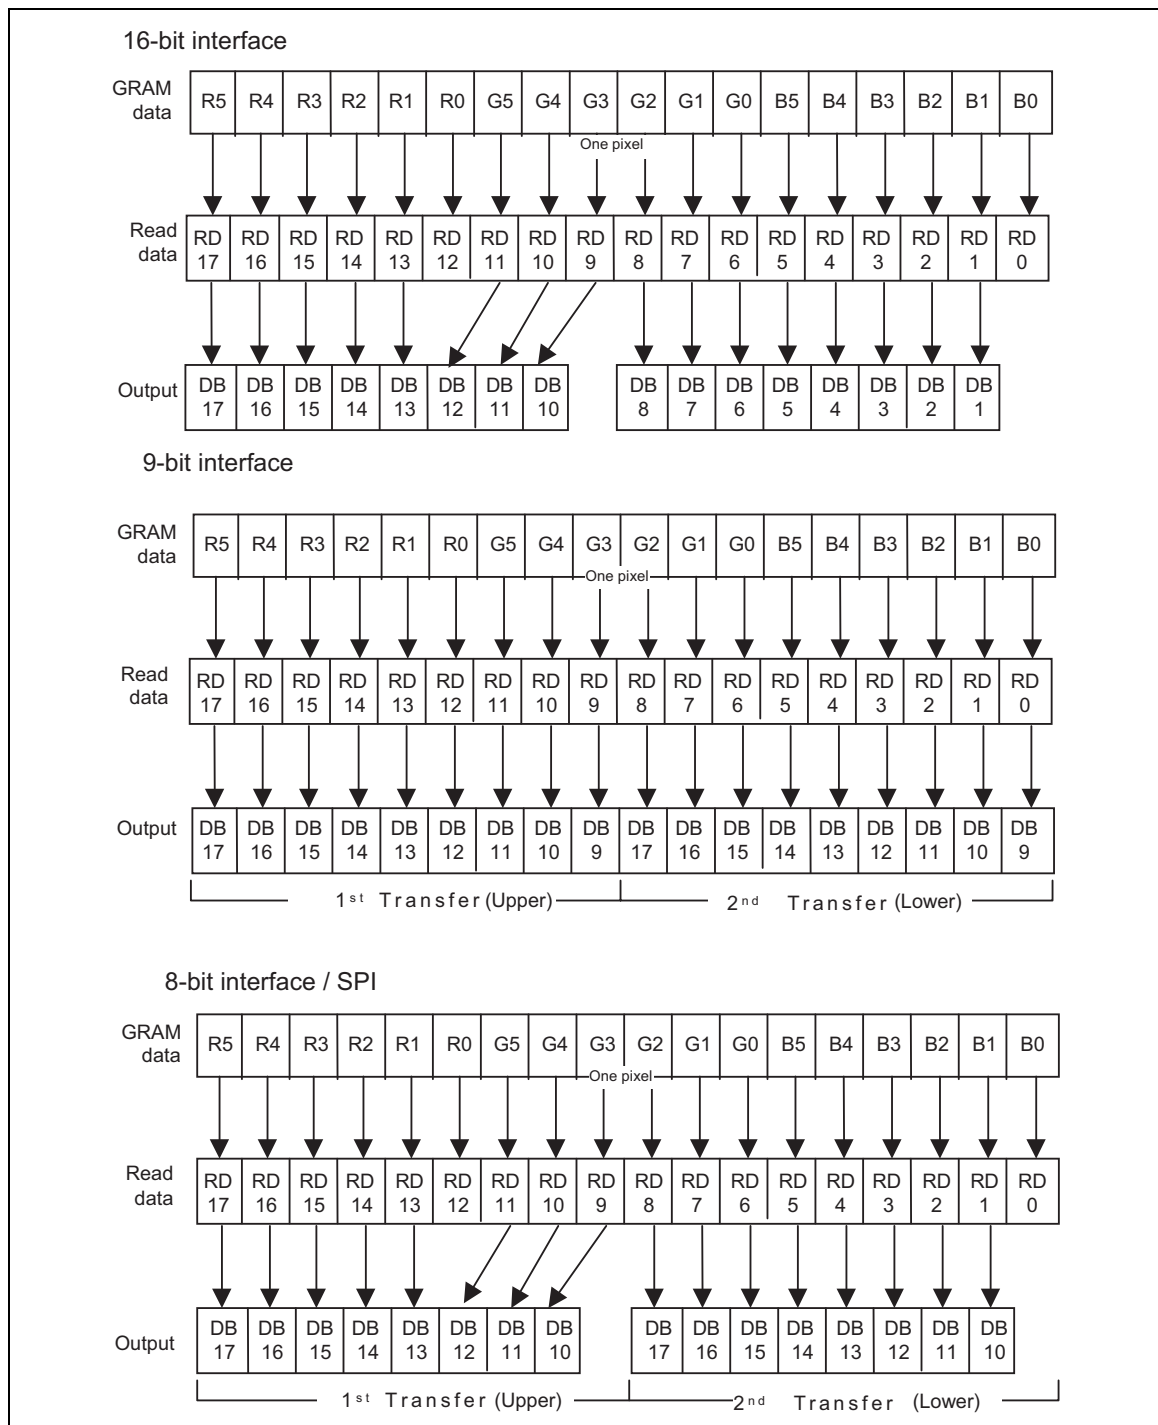 16-bit interface
GRAM data R5 R4 R3 R2 R1 R0 G5 G4 G3 G2 G1 G0 B5 B4 B3 B2 B1 B0
One pixel
Read data RD 17 RD 16 RD 15 RD 14 RD 13 RD 12 RD 11 RD 10 RD 9 RD 8 RD 7 RD 6 RD 5 RD 4 RD 3 RD 2 RD 1 RD 0
Output DB 17 DB 16 DB 15 DB 14 DB 13 DB 12 DB 11 DB 10 DB 8 DB 7 DB 6 DB 5 DB 4 DB 3 DB 2 DB 1
9-bit interface
GRAM data R5 R4 R3 R2 R1 R0 G5 G4 G3 G2 G1 G0 B5 B4 B3 B2 B1 B0
One pixel
Read data RD 17 RD 16 RD 15 RD 14 RD 13 RD 12 RD 11 RD 10 RD 9 RD 8 RD 7 RD 6 RD 5 RD 4 RD 3 RD 2 RD 1 RD 0
Output DB 17 DB 16 DB 15 DB 14 DB 13 DB 12 DB 11 DB 10 DB 9 DB 17 DB 16 DB 15 DB 14 DB 13 DB 12 DB 11 DB 10 DB 9
1st Transfer (Upper) 2nd Transfer (Lower)
8-bit interface / SPI
GRAM data R5 R4 R3 R2 R1 R0 G5 G4 G3 G2 G1 G0 B5 B4 B3 B2 B1 B0
One pixel
Read data RD 17 RD 16 RD 15 RD 14 RD 13 RD 12 RD 11 RD 10 RD 9 RD 8 RD 7 RD 6 RD 5 RD 4 RD 3 RD 2 RD 1 RD 0
Output DB 17 DB 16 DB 15 DB 14 DB 13 DB 12 DB 11 DB 10 DB 17 DB 16 DB 15 DB 14 DB 13 DB 12 DB 11 DB 10
1st Transfer (Upper) 2nd Transfer (Lower)